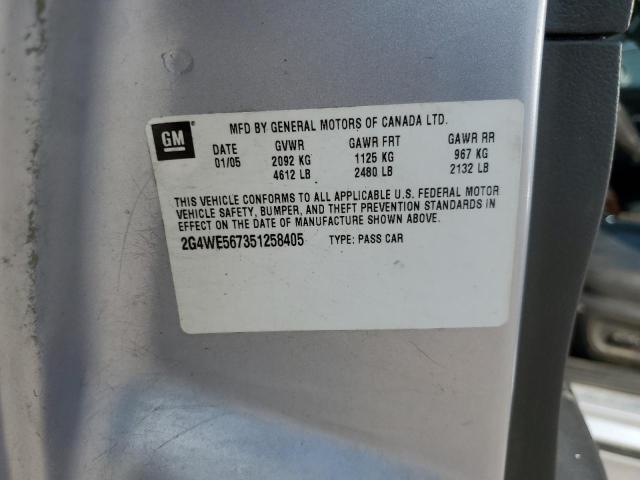 GM
MFD BY GENERAL MOTORS OF CANADA LTD.
DATE GVWR GAWR FRT GAWR RR
01/05 2092 KG 1125 KG 967 KG
4612 LB 2480 LB 2132 LB
THIS VEHICLE CONFORMS TO ALL APPLICABLE U.S. FEDERAL MOTOR
VEHICLE SAFETY, BUMPER, AND THEFT PREVENTION STANDARDS IN
EFFECT ON THE DATE OF MANUFACTURE SHOWN ABOVE.
2G4WE567351258405 TYPE: PASS CAR